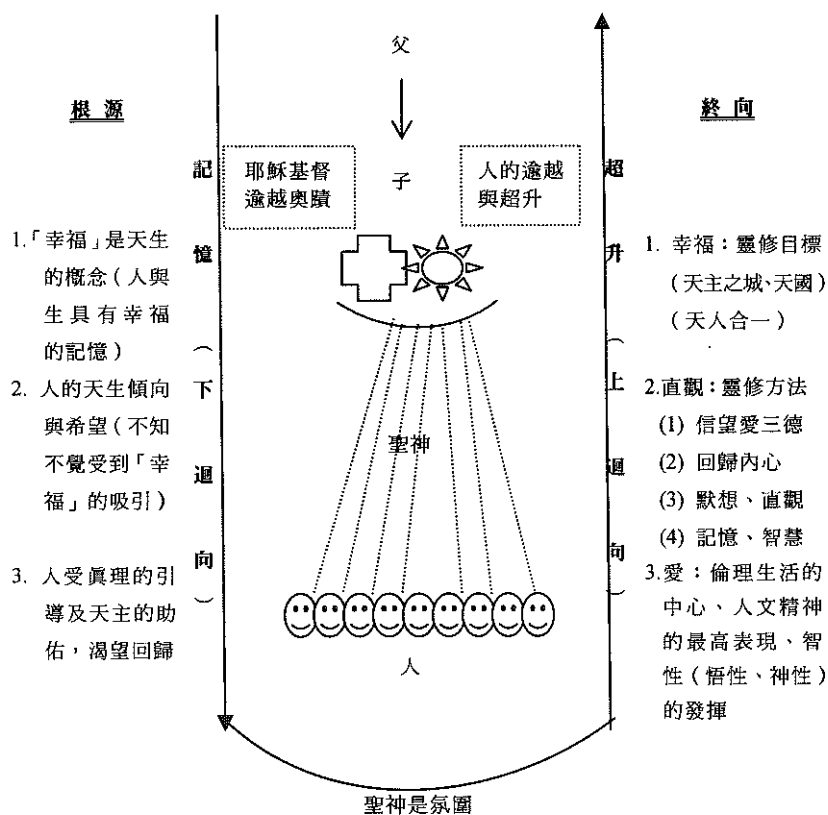 父
根源
終向
記憶（下迴向）
耶穌基督
逾越奧蹟
子
人的逾越
與超升
超升（上迴向）
1.「幸福」是天生
的概念（人與
生具有幸福
的記憶）
2. 人的天生傾向
與希望（不知
不覺受到「幸
福」的吸引）
3. 人受眞理的引
導及天主的助
佑，渴望回歸
聖神
人
1. 幸福：靈修目標
（天主之城、天國）
（天人合一）
2.直觀：靈修方法
(1) 信望愛三德
(2) 回歸內心
(3) 默想、直觀
(4) 記憶、智慧
3.愛：倫理生活的
中心、人文精神
的最高表現、智
性（悟性、神性）
的發揮
聖神是氛圍